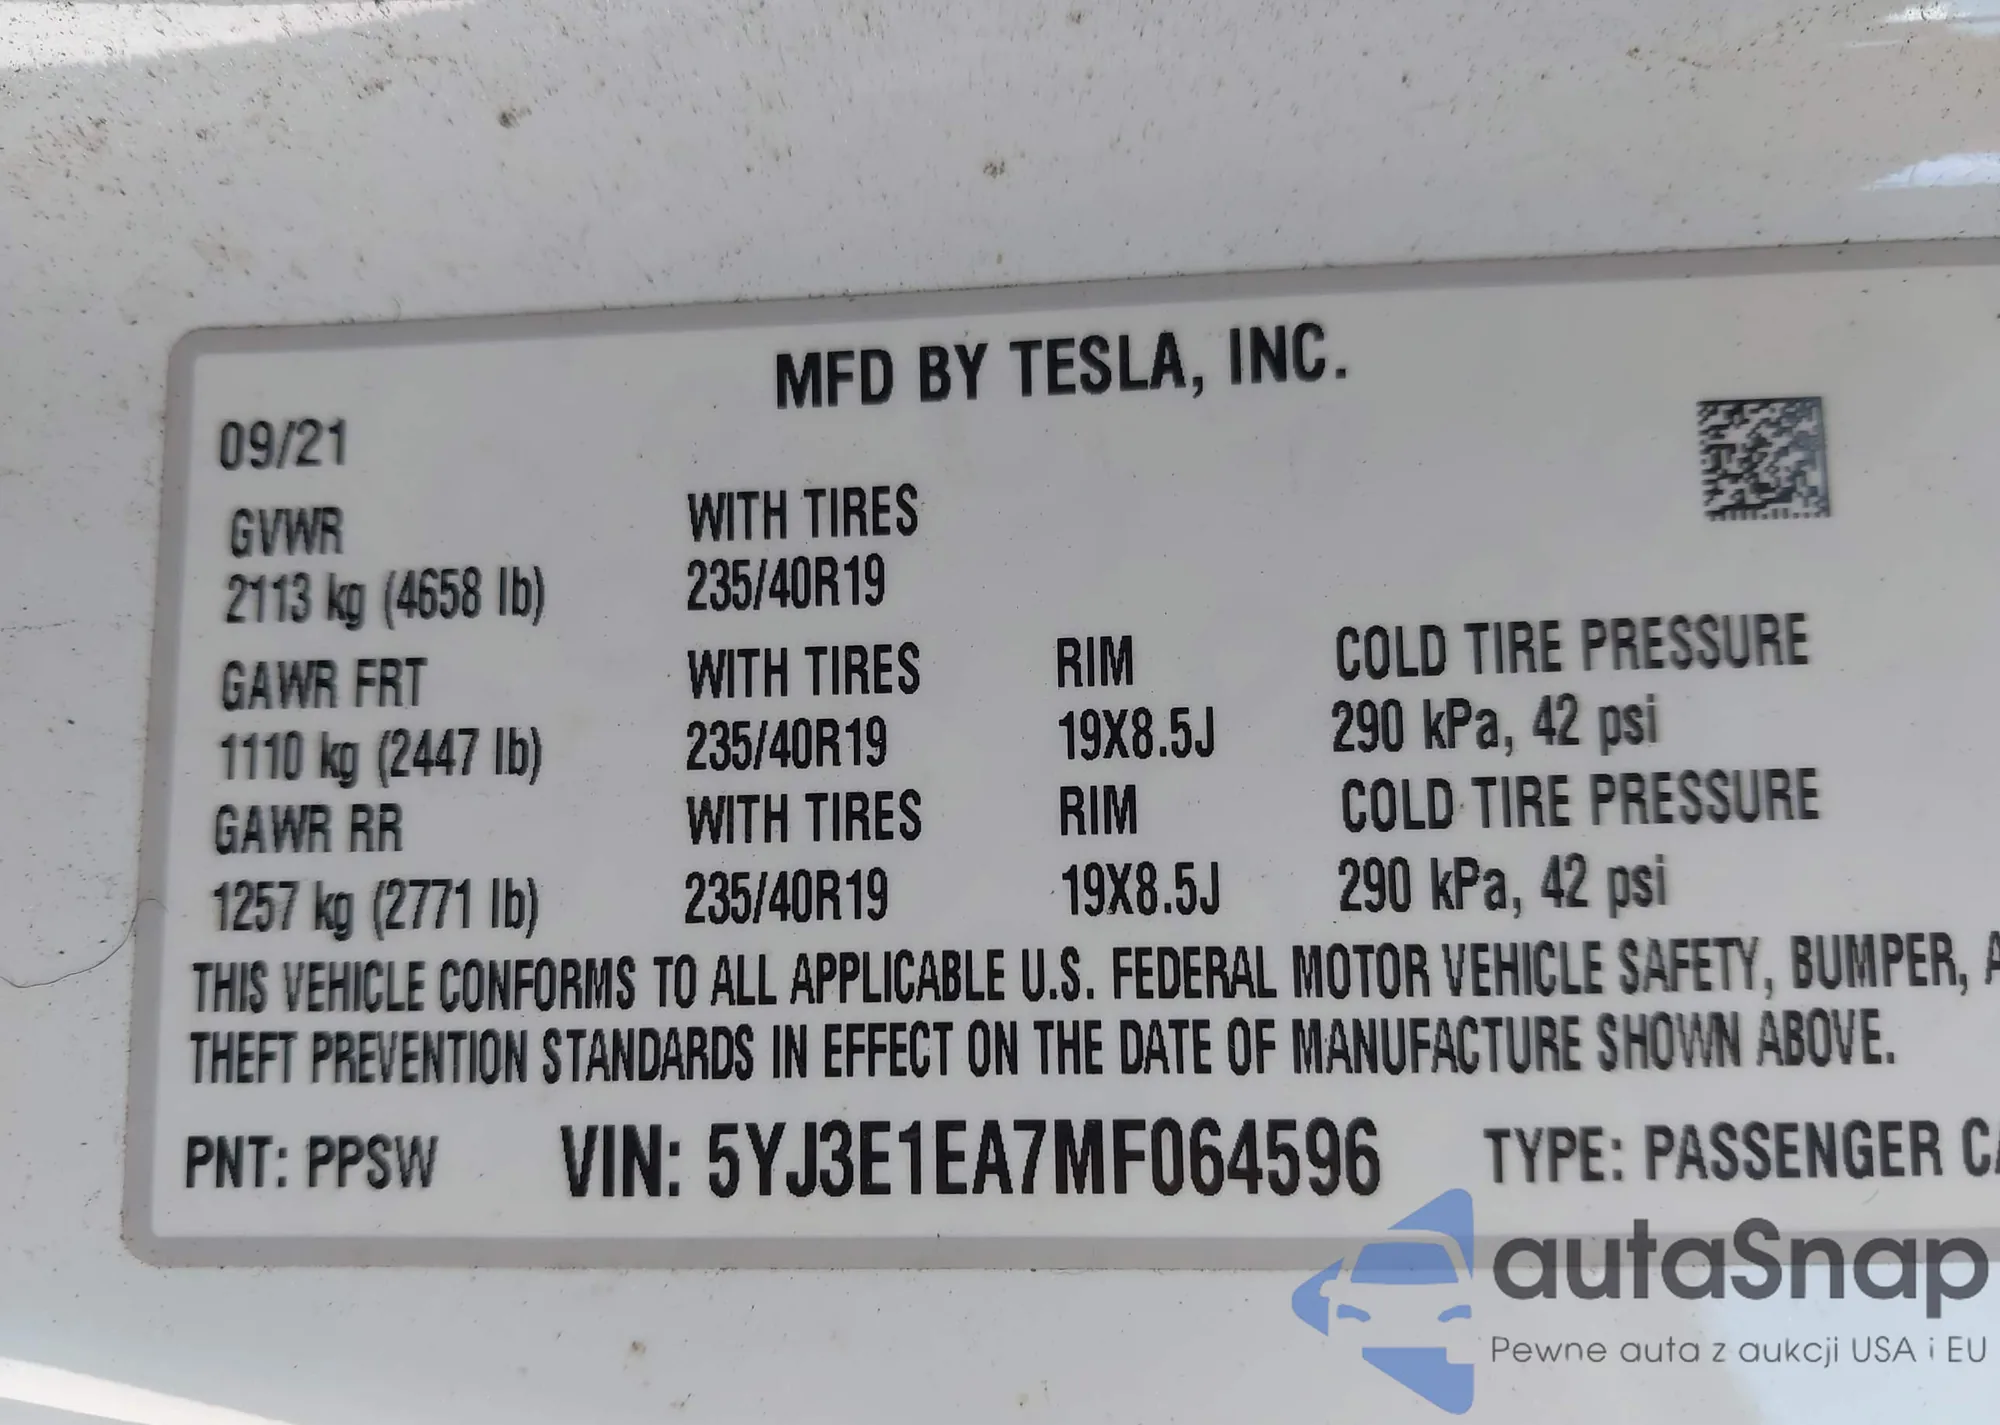 MFD BY TESLA, INC.
09/21
GVWR WITH TIRES
2113 kg (4658 lb) 235/40R19
GAWR FRT WITH TIRES RIM COLD TIRE PRESSURE
1110 kg (2447 lb) 235/40R19 19X8.5J 290 kPa, 42 psi
GAWR RR WITH TIRES RIM COLD TIRE PRESSURE
1257 kg (2771 lb) 235/40R19 19X8.5J 290 kPa, 42 psi
THIS VEHICLE CONFORMS TO ALL APPLICABLE U.S. FEDERAL MOTOR VEHICLE SAFETY, BUMPER,
THEFT PREVENTION STANDARDS IN EFFECT ON THE DATE OF MANUFACTURE SHOWN ABOVE.
PNT: PPSW VIN: 5YJ3E1EA7MF064596 TYPE: PASSENGER
autaSnap
Pewne auta z aukcji USA i EU